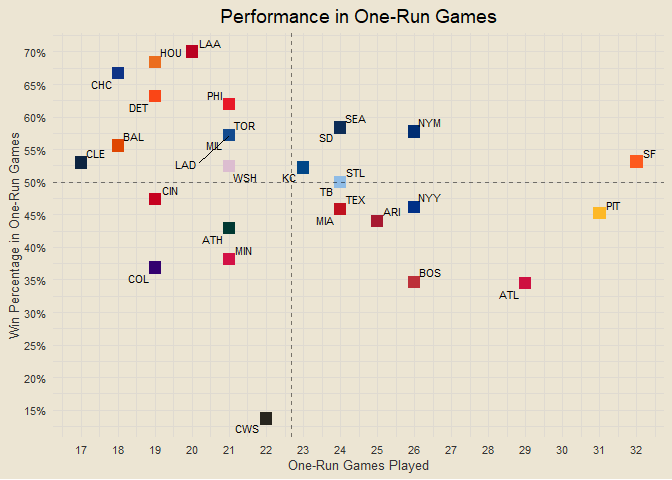 Performance in One-Run Games
Win Percentage in One-Run Games
70%
65%
60%
55%
50%
45%
40%
35%
30%
25%
20%
15%
LAA
HOU
CHC
DET
PHI
TOR
MIL
LAD
BAL
CLE
WSH
KC
SEA
SD
NYM
SF
STL
TB
TEX
MIA
ARI
NYY
PIT
CIN
ATH
MIN
COL
BOS
ATL
CWS
17 18 19 20 21 22 23 24 25 26 27 28 29 30 31 32
One-Run Games Played